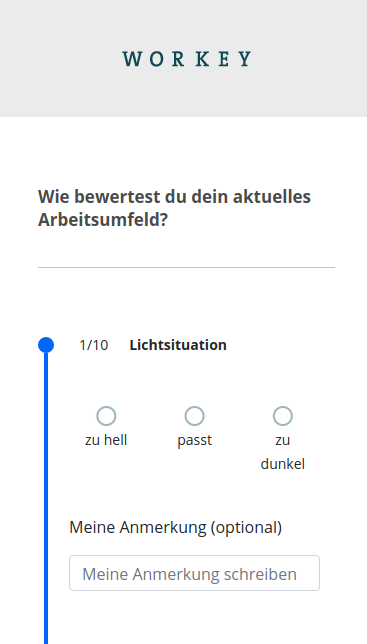 WORKEY
Wie bewertest du dein aktuelles
Arbeitsumfeld?
1/10 Lichtsituation
zu hell passt zu
dunkel
Meine Anmerkung (optional)
Meine Anmerkung schreiben